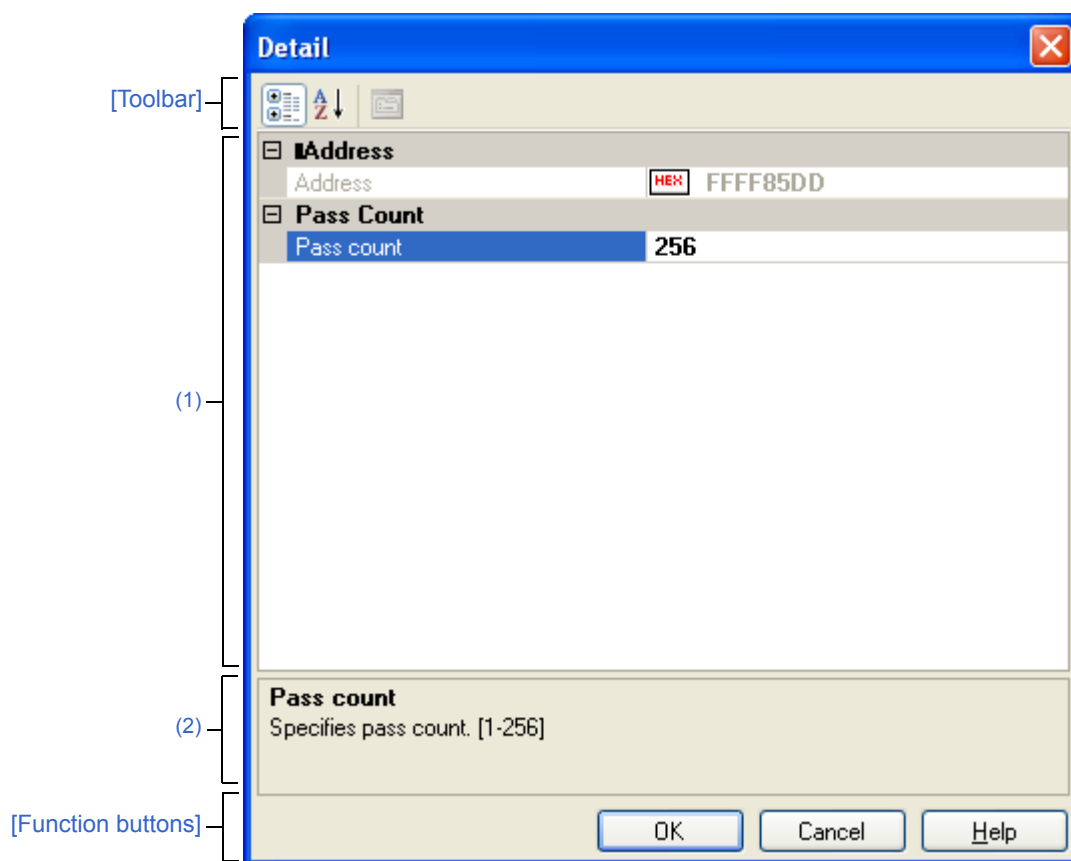 Detail
[Toolbar]
A
Z
Address
Address HEX FFFF85DD
Pass Count
Pass count 256
(1)
Pass count
Specifies pass count. [1-256]
(2)
[Function buttons]
OK Cancel Help